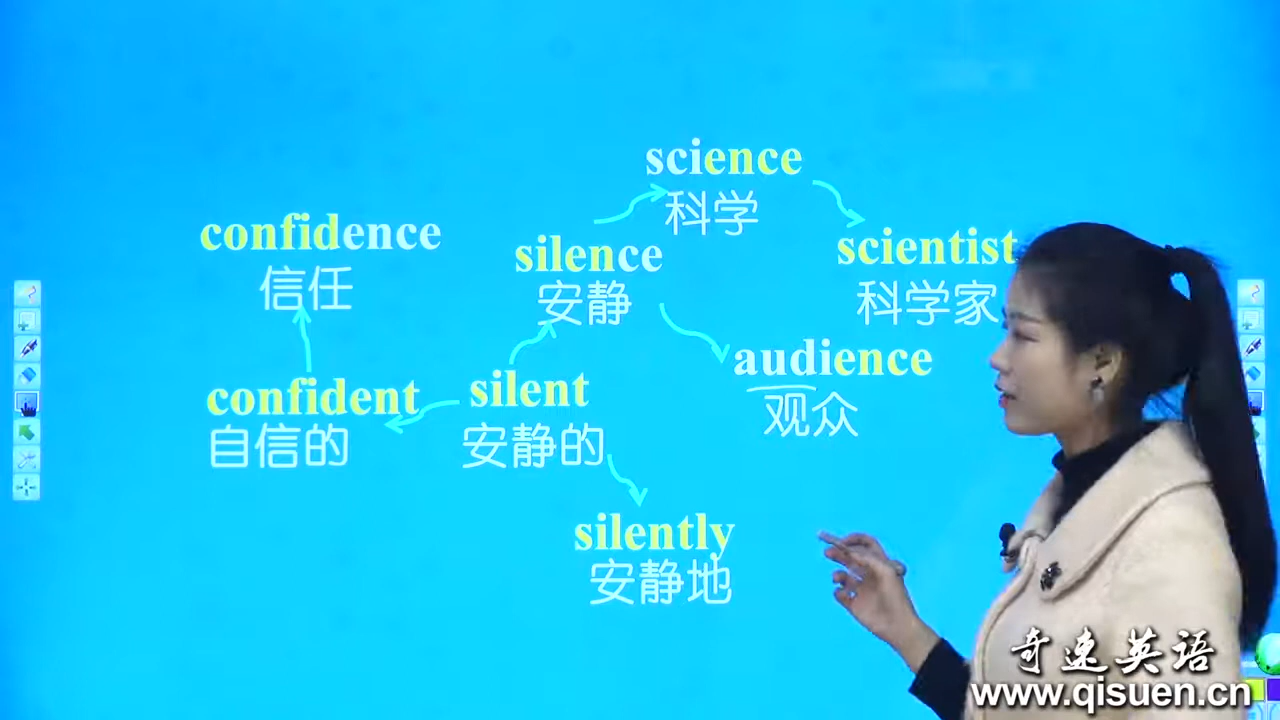 science
科学
confidence
信任
silence
安静
scientist
科学家
audience
观众
confident
自信的
silent
安静的
silently
安静地
奇速英语
www.qisuen.cn